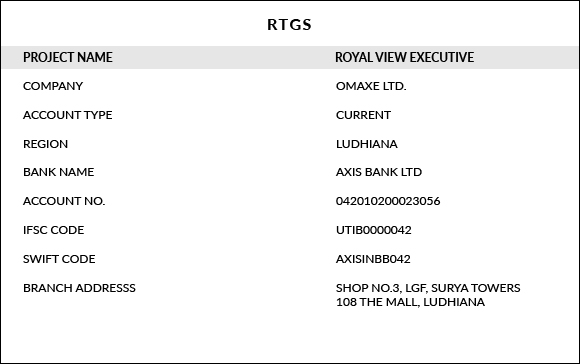 RTGS
PROJECT NAME ROYAL VIEW EXECUTIVE
COMPANY OMAXE LTD.
ACCOUNT TYPE CURRENT
REGION LUDHIANA
BANK NAME AXIS BANK LTD
ACCOUNT NO. 042010200023056
IFSC CODE UTIB0000042
SWIFT CODE AXISINBB042
BRANCH ADDRESSS SHOP NO.3, LGF, SURYA TOWERS
108 THE MALL, LUDHIANA